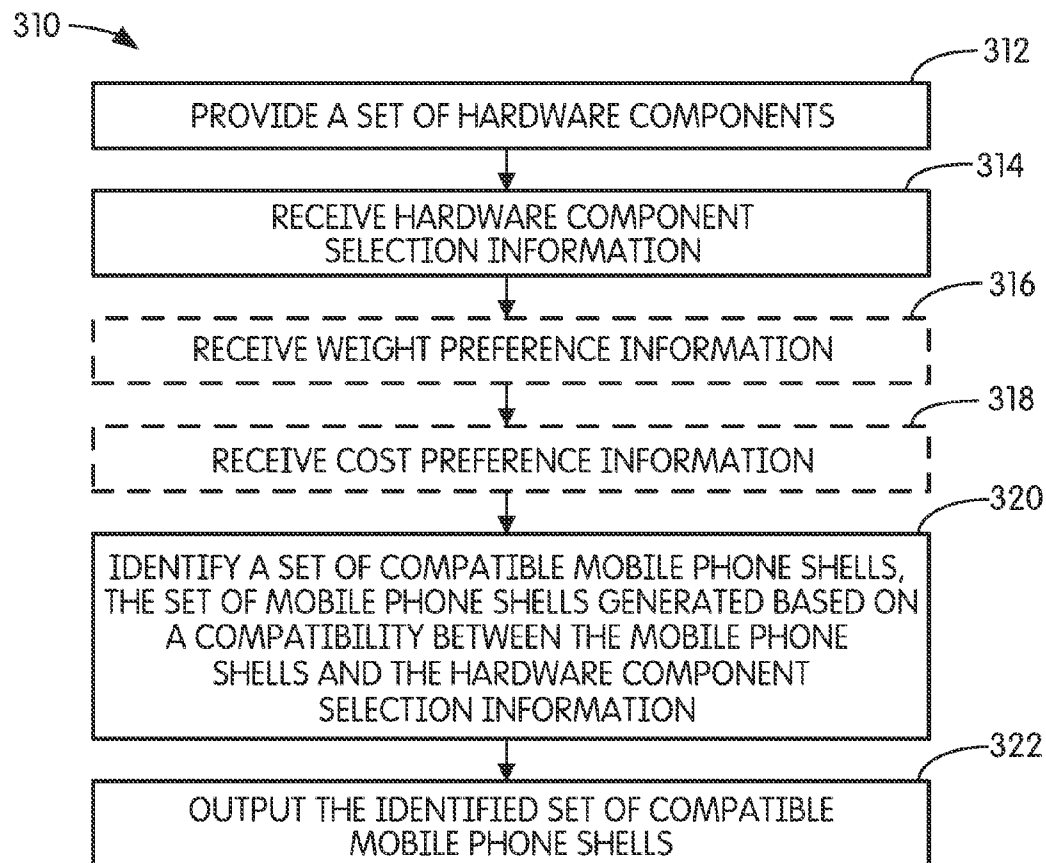 310
312
PROVIDE A SET OF HARDWARE COMPONENTS
314
RECEIVE HARDWARE COMPONENT
SELECTION INFORMATION
316
RECEIVE WEIGHT PREFERENCE INFORMATION
318
RECEIVE COST PREFERENCE INFORMATION
320
IDENTIFY A SET OF COMPATIBLE MOBILE PHONE SHELLS,
THE SET OF MOBILE PHONE SHELLS GENERATED BASED ON
A COMPATIBILITY BETWEEN THE MOBILE PHONE
SHELLS AND THE HARDWARE COMPONENT
SELECTION INFORMATION
322
OUTPUT THE IDENTIFIED SET OF COMPATIBLE
MOBILE PHONE SHELLS